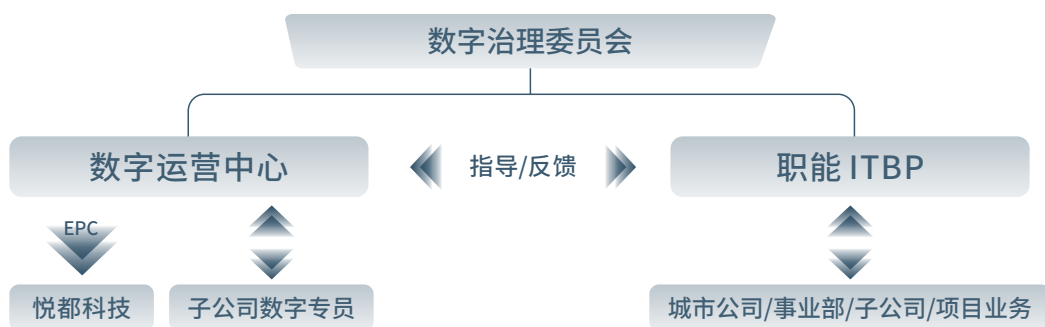 数字治理委员会
数字运营中心
指导/反馈
职能 ITBP
EPC
悦都科技
子公司数字专员
城市公司/事业部/子公司/项目业务